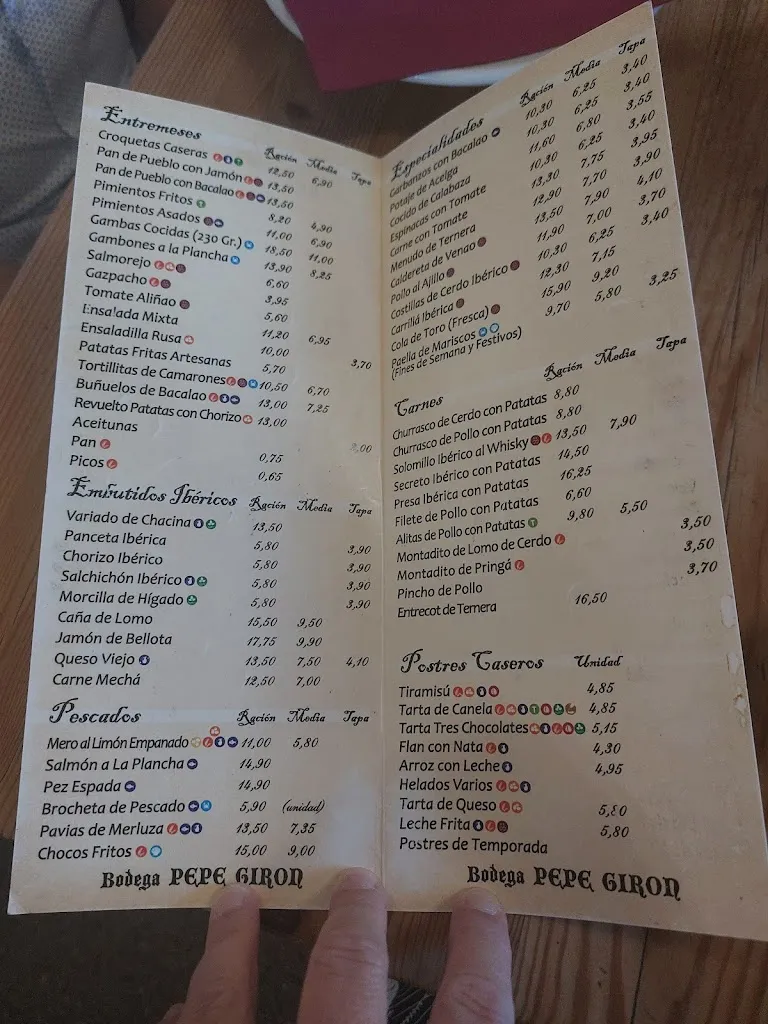 Entremeses Ración Media Tapa
Croquetas Caseras 12,50 6,90
Pan de Pueblo con Jamón 13,50
Pan de Pueblo con Bacalao 13,50
Pimientos Fritos 8,20 4,90
Pimientos Asados 11,00 6,90
Gambas Cocidas (230 Gr.) 18,50 11,00
Gambones a la Plancha 13,90 8,25
Salmorejo 6,60
Gazpacho 3,95
Tomate Aliñao 5,60
Ensalada Mixta 11,20 6,95
Ensaladilla Rusa 10,00 3,70
Patatas Fritas Artesanas 5,70
Tortillitas de Camarones 10,50 6,70
Buñuelos de Bacalao 13,00 7,25
Revuelto Patatas con Chorizo 13,00
Aceitunas 2,00
Pan 0,75
Picos 0,65
Embutidos Ibéricos Ración Media Tapa
Variado de Chacina 13,50
Panceta Ibérica 5,80 3,90
Chorizo Ibérico 5,80 3,90
Salchichón Ibérico 5,80 3,90
Morcilla de Hígado 5,80 3,90
Caña de Lomo 15,50 9,50
Jamón de Bellota 17,75 9,90
Queso Viejo 13,50 7,50 4,10
Carne Mechá 12,50 7,00
Pescados Ración Media Tapa
Mero al Limón Empanado 11,00 5,80
Salmón a La Plancha 14,90
Pez Espada 14,90
Brocheta de Pescado 5,90 (unidad)
Pavias de Merluza 13,50 7,35
Chocos Fritos 15,00 9,00
Bodega PEPE GIRON
Especialidades Ración Media Tapa
Garbanzos con Bacalao 10,30 6,25 3,40
Potaje de Acelga 10,30 6,25 3,40
Cocido de Calabaza 11,60 6,80 3,55
Espinacas con Tomate 10,30 6,25 3,40
Carne con Tomate 13,30 7,75 3,95
Menudo de Ternera 12,90 7,70 3,90
Caldereta de Venao 13,50 7,90 4,10
Pollo al Ajillo 11,90 7,00 3,70
Costillas de Cerdo Ibérico 10,30 6,25 3,40
Carrillá Ibérica 12,30 7,15
Cola de Toro (Fresca) 15,90 9,20
Paella de Mariscos 9,70 5,80 3,25
(Fines de Semana y Festivos)
Carnes Ración Media Tapa
Churrasco de Cerdo con Patatas 8,80
Churrasco de Pollo con Patatas 8,80
Solomillo Ibérico al Whisky 13,50 7,90
Secreto Ibérico con Patatas 14,50
Presa Ibérica con Patatas 16,25
Filete de Pollo con Patatas 6,60
Alitas de Pollo con Patatas 9,80 5,50
Montadito de Lomo de Cerdo 3,50
Montadito de Pringá 3,50
Pincho de Pollo 3,70
Entrecot de Ternera 16,50
Postres Caseros Unidad
Tiramisú 4,85
Tarta de Canela 4,85
Tarta Tres Chocolates 5,15
Flan con Nata 4,30
Arroz con Leche 4,95
Helados Varios
Tarta de Queso 5,80
Leche Frita 5,80
Postres de Temporada
Bodega PEPE GIRON